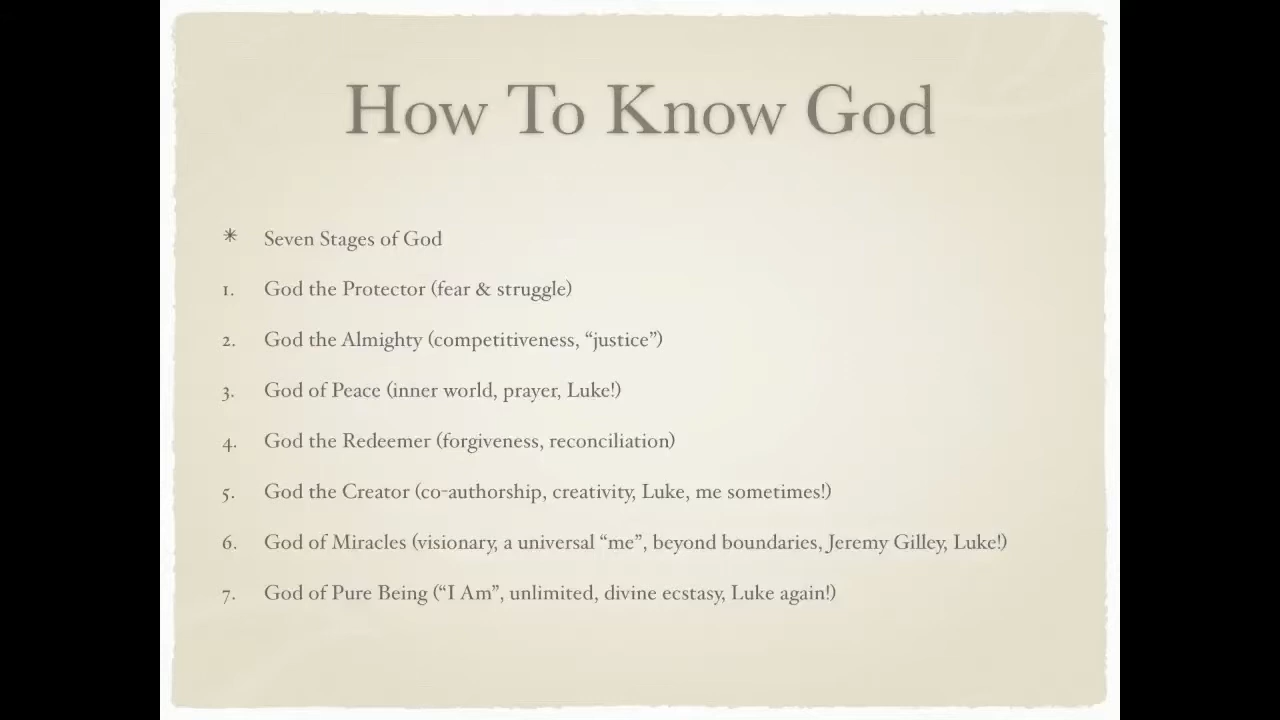 How To Know God
✴ Seven Stages of God
1. God the Protector (fear & struggle)
2. God the Almighty (competitiveness, “justice”)
3. God of Peace (inner world, prayer, Luke!)
4. God the Redeemer (forgiveness, reconciliation)
5. God the Creator (co-authorship, creativity, Luke, me sometimes!)
6. God of Miracles (visionary, a universal “me”, beyond boundaries, Jeremy Gilley, Luke!)
7. God of Pure Being (“I Am”, unlimited, divine ecstasy, Luke again!)